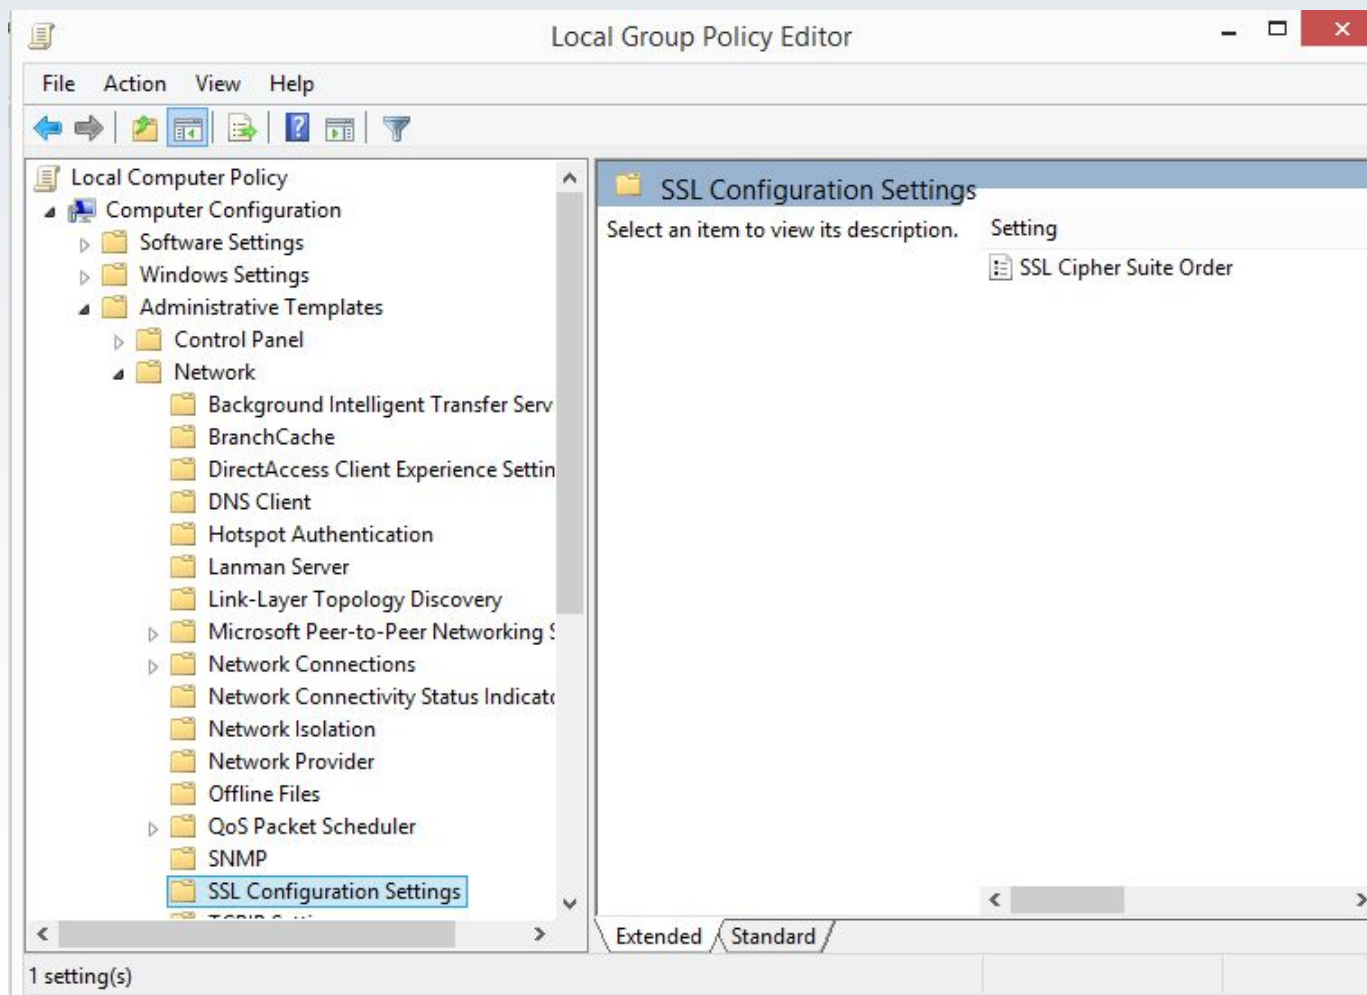 Local Group Policy Editor
File Action View Help
Local Computer Policy
Computer Configuration
Software Settings
Windows Settings
Administrative Templates
Control Panel
Network
Background Intelligent Transfer Serv
BranchCache
DirectAccess Client Experience Settin
DNS Client
Hotspot Authentication
Lanman Server
Link-Layer Topology Discovery
Microsoft Peer-to-Peer Networking S
Network Connections
Network Connectivity Status Indicato
Network Isolation
Network Provider
Offline Files
QoS Packet Scheduler
SNMP
SSL Configuration Settings
SSL Configuration Settings
Select an item to view its description.
Setting
SSL Cipher Suite Order
Extended Standard
1 setting(s)